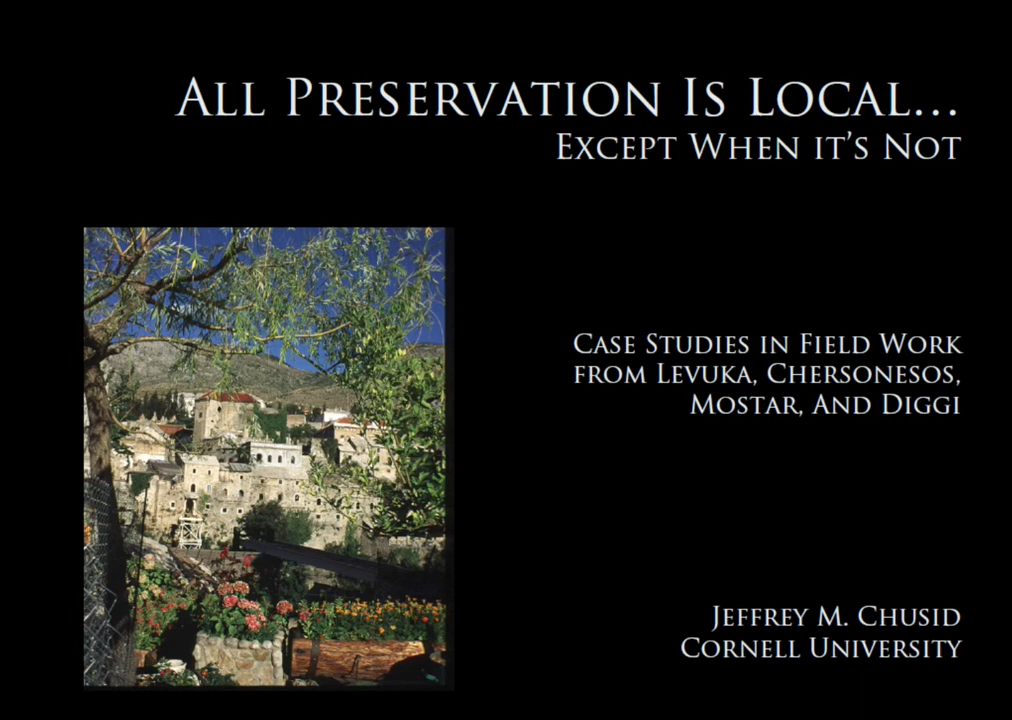 All Preservation Is Local...
Except When it's Not
Case Studies in Field Work
from Levuka, Chersonesos,
Mostar, And Diggi
Jeffrey M. Chusid
Cornell University